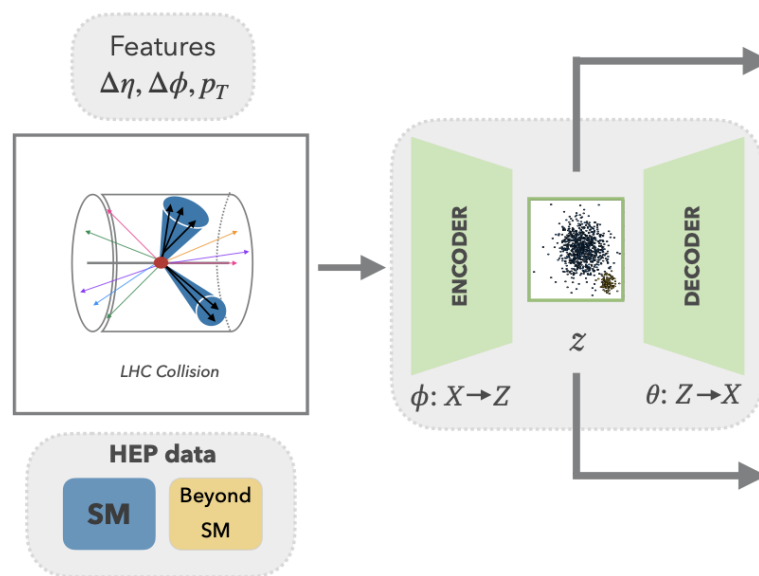 Features
Δη, Δϕ, p_T
LHC Collision
HEP data
SM
Beyond
SM
ENCODER
z
DECODER
ϕ: X→Z
θ: Z→X